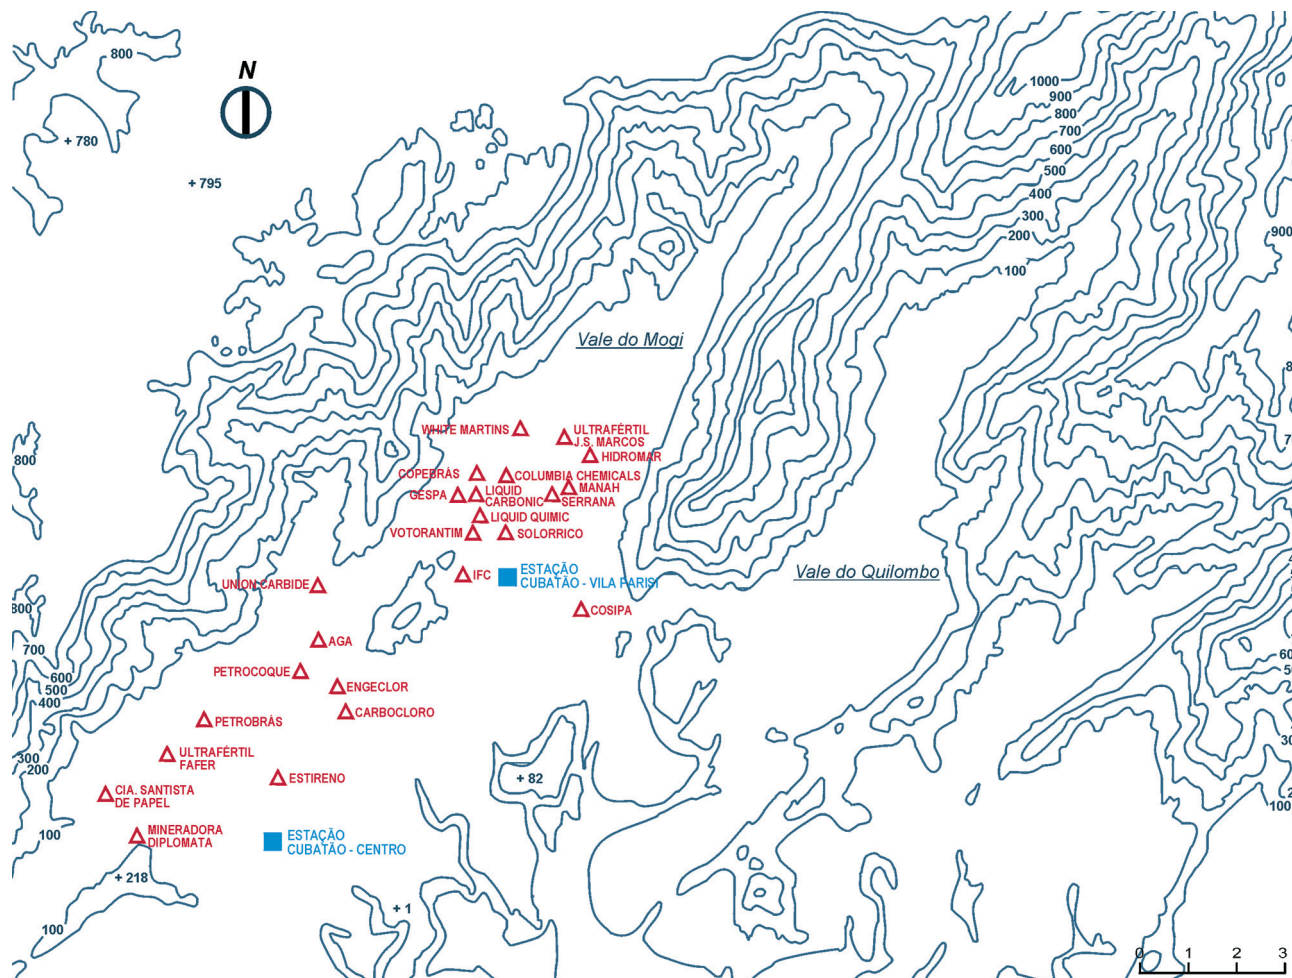 800
N
+ 780
+ 795
1000
900
800
700
600
500
400
300
200
100
900
Vale do Mogi
WHITE MARTINS
ULTRAFÉRTIL
J.S. MARCOS
HIDROMAR
COPEBRÁS
COLUMBIA CHEMICALS
MANAH
GESPA
LIQUID
CARBONIC
SERRANA
LIQUID QUIMIC
VOTORANTIM
SOLORRICO
800
IFC
ESTAÇÃO
CUBATÃO - VILA PARISI
Vale do Quilombo
UNION CARBIDE
COSIPA
800
700
600
500
400
300
200
100
AGA
PETROCOQUE
ENGECLOR
CARBOCLORO
PETROBRÁS
ULTRAFÉRTIL
FAFER
ESTIRENO
CIA. SANTISTA
DE PAPEL
MINERADORA
DIPLOMATA
ESTAÇÃO
CUBATÃO - CENTRO
+ 82
+ 218
+ 1
100
100
0 1 2 3